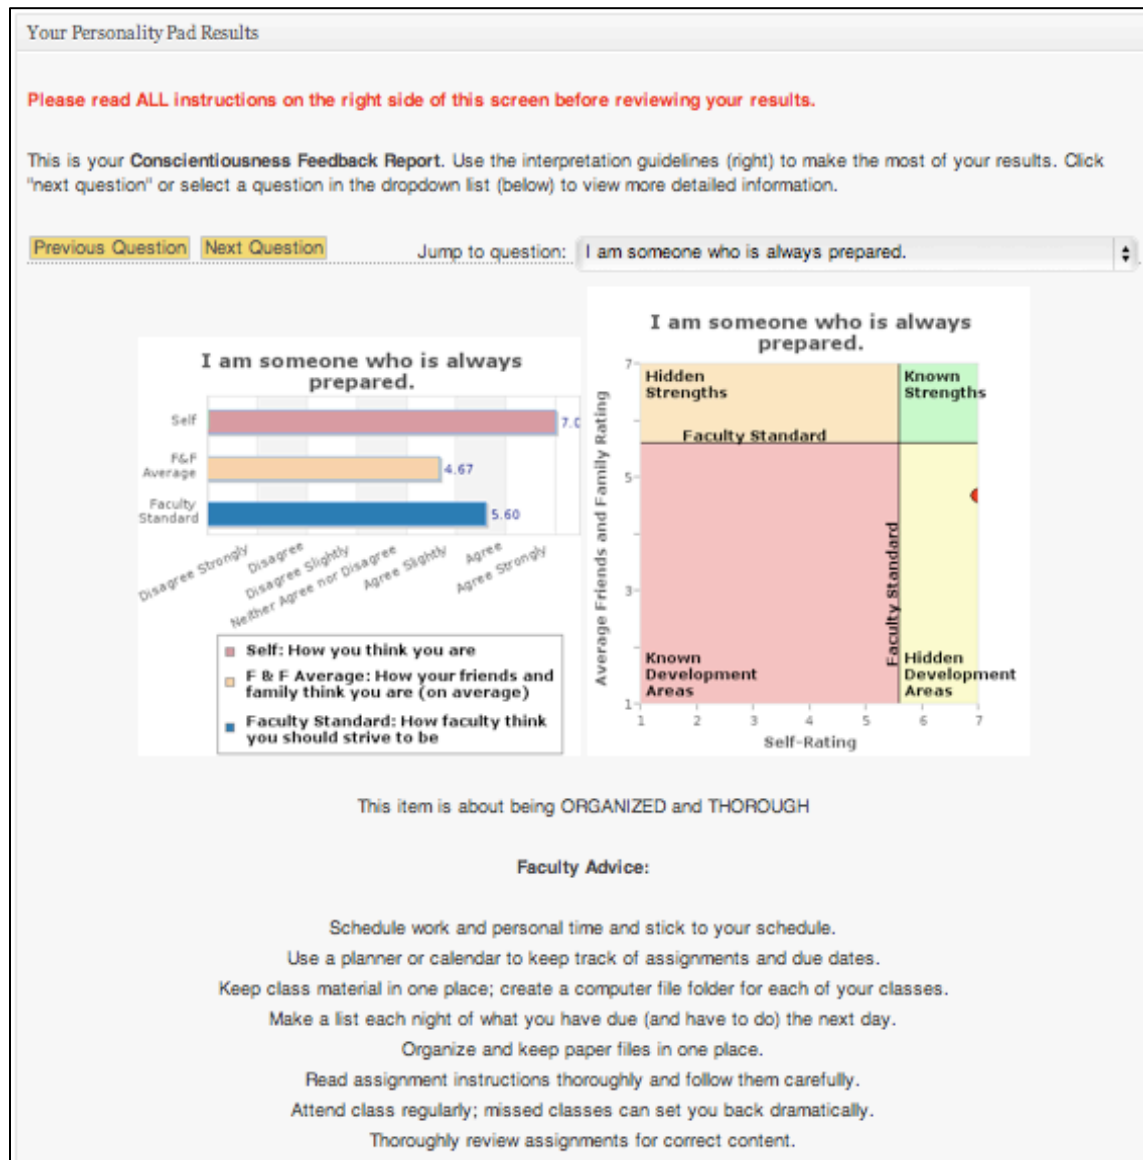 Your Personality Pad Results
Please read ALL instructions on the right side of this screen before reviewing your results.
This is your Conscientiousness Feedback Report. Use the interpretation guidelines (right) to make the most of your results. Click
"next question" or select a question in the dropdown list (below) to view more detailed information.
Previous Question Next Question Jump to question: I am someone who is always prepared.
I am someone who is always
prepared.
Self 7.0
F&F
Average 4.67
Faculty
Standard 5.60
Disagree Strongly
Disagree
Disagree Slightly
Neither Agree nor Disagree
Agree Slightly
Agree
Agree Strongly
Self: How you think you are
F & F Average: How your friends and
family think you are (on average)
Faculty Standard: How faculty think
you should strive to be
I am someone who is always
prepared.
Average Friends and Family Rating
7
5
3
1
Hidden
Strengths
Known
Strengths
Faculty Standard
Faculty Standard
Known
Development
Areas
Hidden
Development
Areas
1 2 3 4 5 6 7
Self-Rating
This item is about being ORGANIZED and THOROUGH
Faculty Advice:
Schedule work and personal time and stick to your schedule.
Use a planner or calendar to keep track of assignments and due dates.
Keep class material in one place; create a computer file folder for each of your classes.
Make a list each night of what you have due (and have to do) the next day.
Organize and keep paper files in one place.
Read assignment instructions thoroughly and follow them carefully.
Attend class regularly; missed classes can set you back dramatically.
Thoroughly review assignments for correct content.